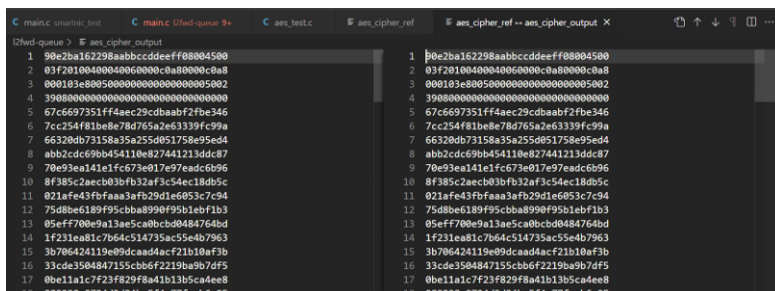 main.c smartnic_test
main.c l2fwd-queue 9+
aes_test.c
aes_cipher_ref
aes_cipher_ref ↔ aes_cipher_output
l2fwd-queue > aes_cipher_output
1 90e2ba162298aabbccddeeff08004500 1 90e2ba162298aabbccddeeff08004500
2 03f20100400040060000c0a80000c0a8 2 03f20100400040060000c0a80000c0a8
3 000103e8005000000000000000005002 3 000103e8005000000000000000005002
4 39080000000000000000000000000000 4 39080000000000000000000000000000
5 67c6697351ff4aec29cdbaabf2fbe346 5 67c6697351ff4aec29cdbaabf2fbe346
6 7cc254f81be8e78d765a2e63339fc99a 6 7cc254f81be8e78d765a2e63339fc99a
7 66320db73158a35a255d051758e95ed4 7 66320db73158a35a255d051758e95ed4
8 abb2cdc69bb454110e827441213ddc87 8 abb2cdc69bb454110e827441213ddc87
9 70e93ea141e1fc673e017e97eadc6b96 9 70e93ea141e1fc673e017e97eadc6b96
10 8f385c2aecb03bfb32af3c54ec18db5c 10 8f385c2aecb03bfb32af3c54ec18db5c
11 021afe43fbfaaa3afb29d1e6053c7c94 11 021afe43fbfaaa3afb29d1e6053c7c94
12 75d8be6189f95cbba8990f95b1ebf1b3 12 75d8be6189f95cbba8990f95b1ebf1b3
13 05eff700e9a13ae5ca0bcbd0484764bd 13 05eff700e9a13ae5ca0bcbd0484764bd
14 1f231ea81c7b64c514735ac55e4b7963 14 1f231ea81c7b64c514735ac55e4b7963
15 3b706424119e09dcaad4acf21b10af3b 15 3b706424119e09dcaad4acf21b10af3b
16 33cde3504847155cbb6f2219ba9b7df5 16 33cde3504847155cbb6f2219ba9b7df5
17 0be11a1c7f23f829f8a41b13b5ca4ee8 17 0be11a1c7f23f829f8a41b13b5ca4ee8